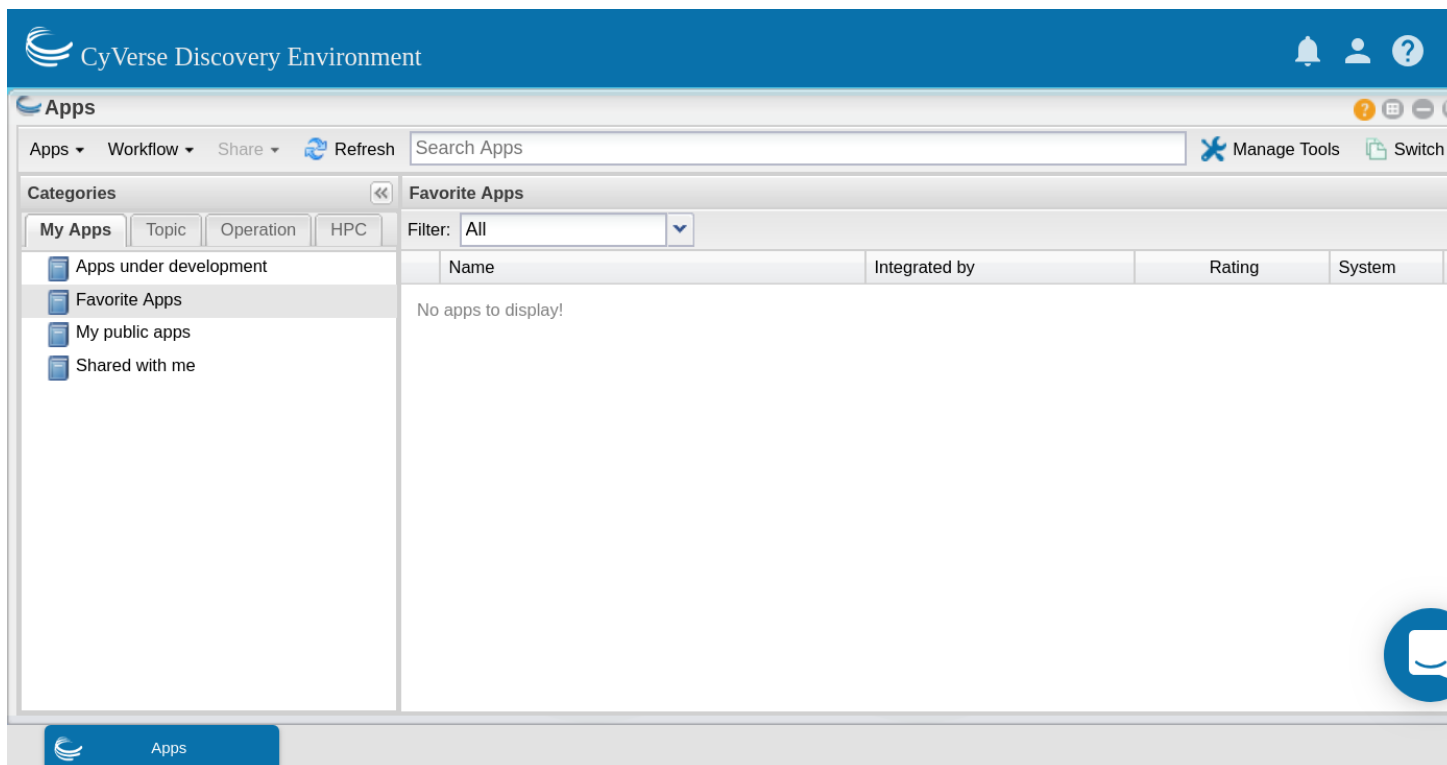 CyVerse Discovery Environment
?
Apps
?
Apps Workflow Share Refresh Search Apps Manage Tools Switch
Categories
Favorite Apps
My Apps Topic Operation HPC
Filter: All
Name Integrated by Rating System
Apps under development
Favorite Apps
My public apps
Shared with me
No apps to display!
Apps